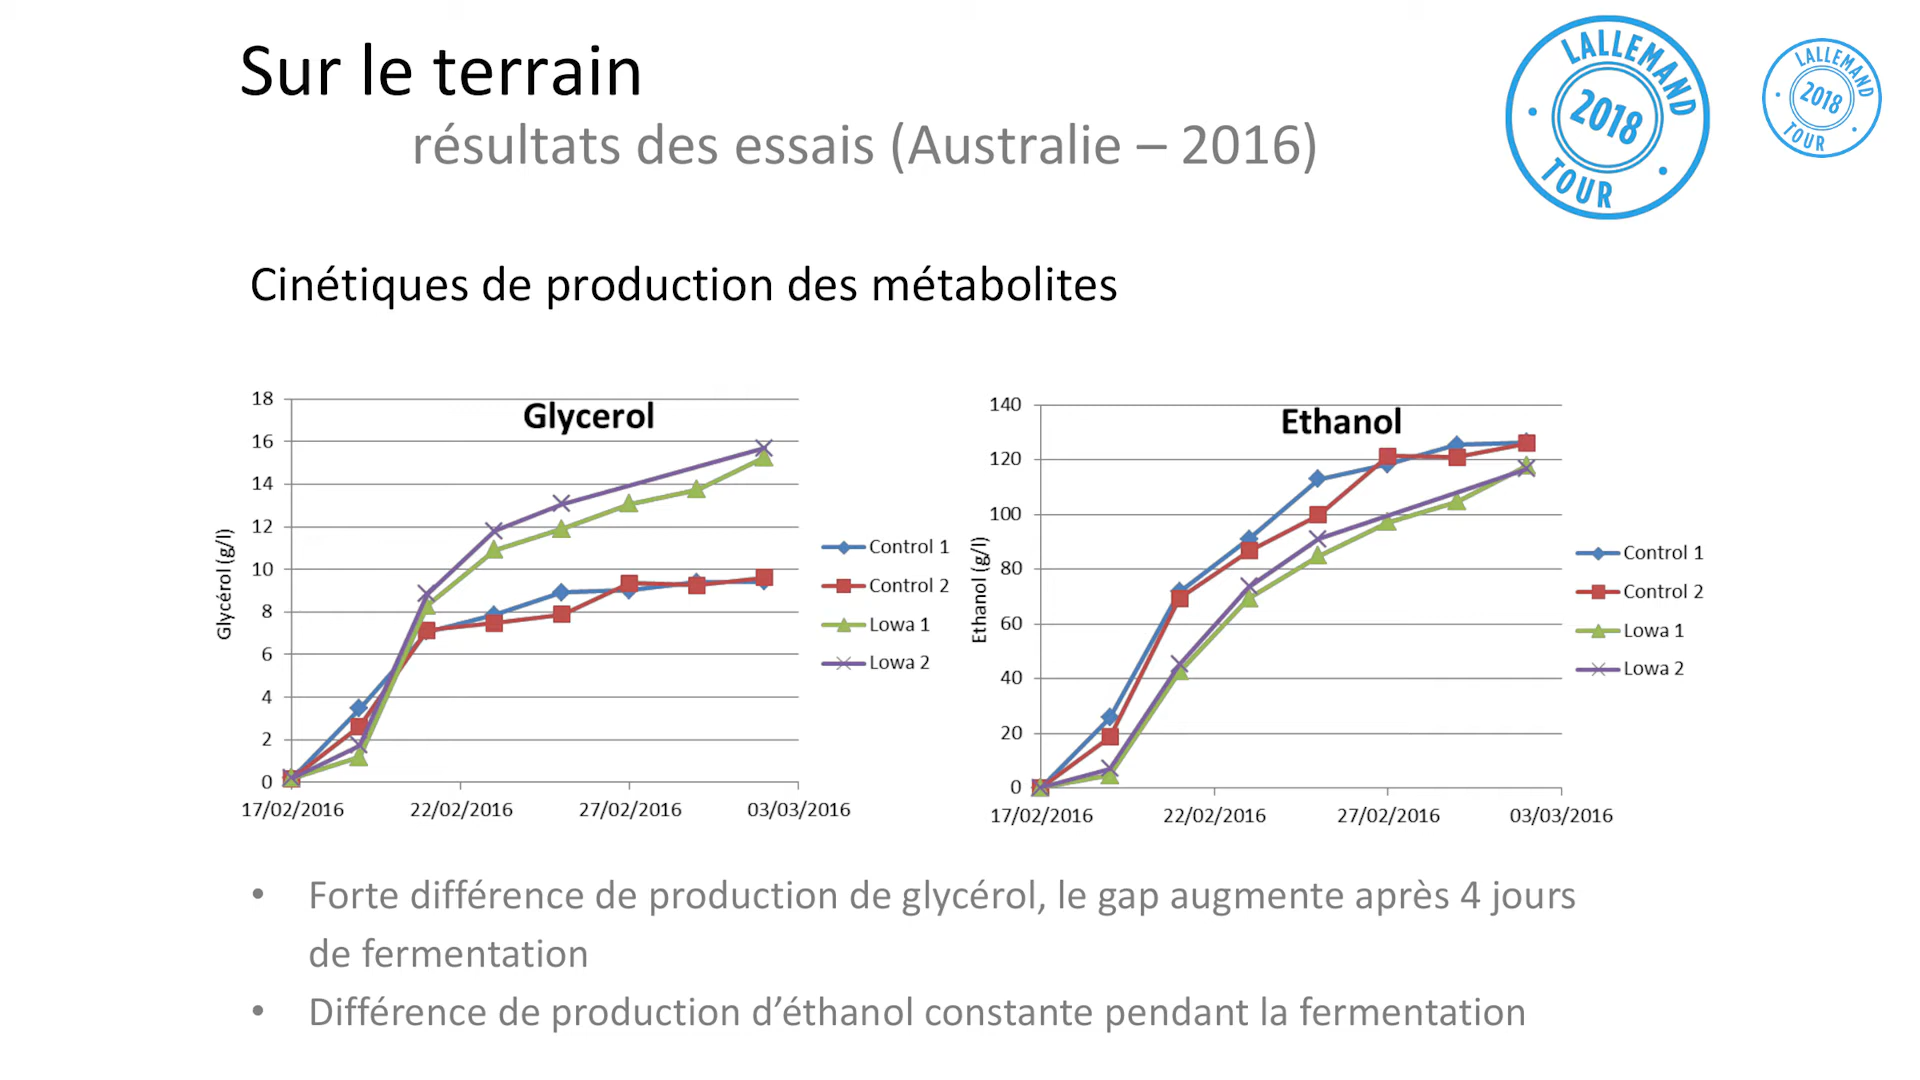 Sur le terrain
résultats des essais (Australie – 2016)
LALLEMAND
2018
TOUR
LALLEMAND
2018
TOUR
Cinétiques de production des métabolites
Glycerol
Glycérol (g/l)
18
16
14
12
10
8
6
4
2
0
17/02/2016 22/02/2016 27/02/2016 03/03/2016
Control 1
Control 2
Lowa 1
Lowa 2
Ethanol
Ethanol (g/l)
140
120
100
80
60
40
20
0
17/02/2016 22/02/2016 27/02/2016 03/03/2016
Control 1
Control 2
Lowa 1
Lowa 2
• Forte différence de production de glycérol, le gap augmente après 4 jours
de fermentation
• Différence de production d’éthanol constante pendant la fermentation